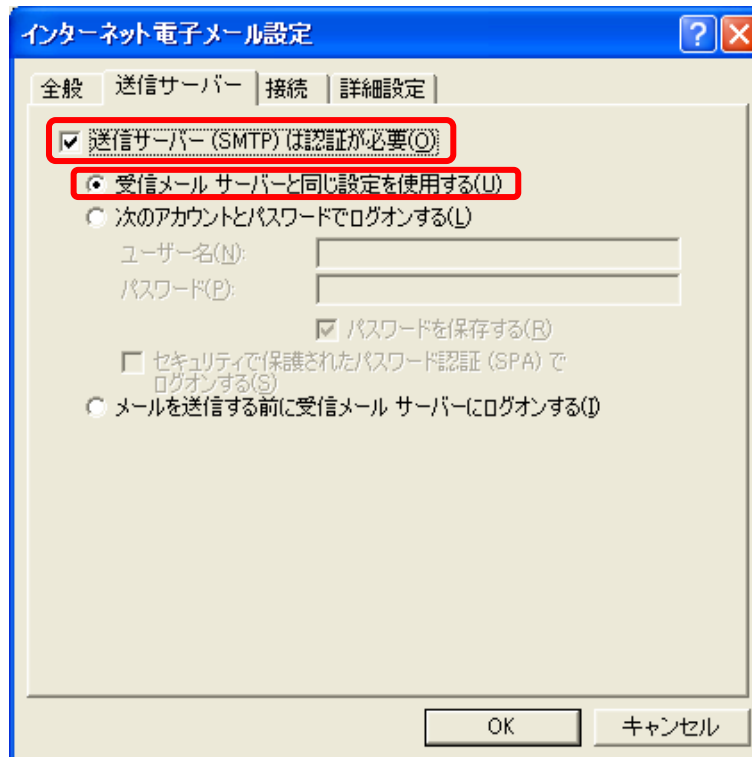 インターネット電子メール設定
?
全般 送信サーバー 接続 詳細設定
送信サーバー (SMTP) は認証が必要(O)
受信メール サーバーと同じ設定を使用する(U)
次のアカウントとパスワードでログオンする(L)
ユーザー名(N):
パスワード(P):
パスワードを保存する(R)
セキュリティで保護されたパスワード認証 (SPA) で
ログオンする(S)
メールを送信する前に受信メール サーバーにログオンする(I)
OK キャンセル